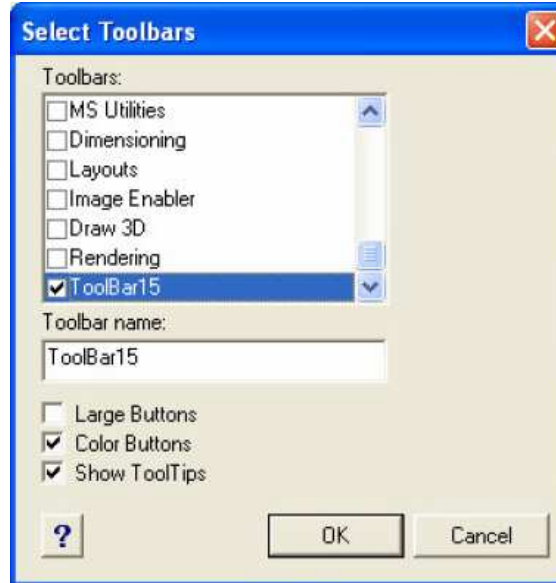 Select Toolbars
Toolbars:
MS Utilities
Dimensioning
Layouts
Image Enabler
Draw 3D
Rendering
ToolBar15
Toolbar name:
ToolBar15
Large Buttons
Color Buttons
Show ToolTips
? OK Cancel